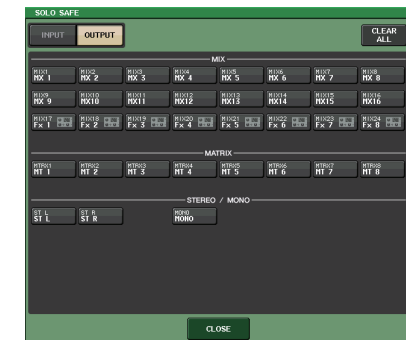 SOLO SAFE
INPUT OUTPUT CLEAR ALL
MIX
MIX1 MIX2 MIX3 MIX4 MIX5 MIX6 MIX7 MIX8
MX 1 MX 2 MX 3 MX 4 MX 5 MX 6 MX 7 MX 8
MIX9 MIX10 MIX11 MIX12 MIX13 MIX14 MIX15 MIX16
MX 9 MX10 MX11 MX12 MX13 MX14 MX15 MX16
MIX17 MIX18 MIX19 MIX20 MIX21 MIX22 MIX23 MIX24
Fx 1 Fx 2 Fx 3 Fx 4 Fx 5 Fx 6 Fx 7 Fx 8
MATRIX
MTRX1 MTRX2 MTRX3 MTRX4 MTRX5 MTRX6 MTRX7 MTRX8
MT 1 MT 2 MT 3 MT 4 MT 5 MT 6 MT 7 MT 8
STEREO / MONO
ST L ST R MONO
ST L ST R MONO
CLOSE